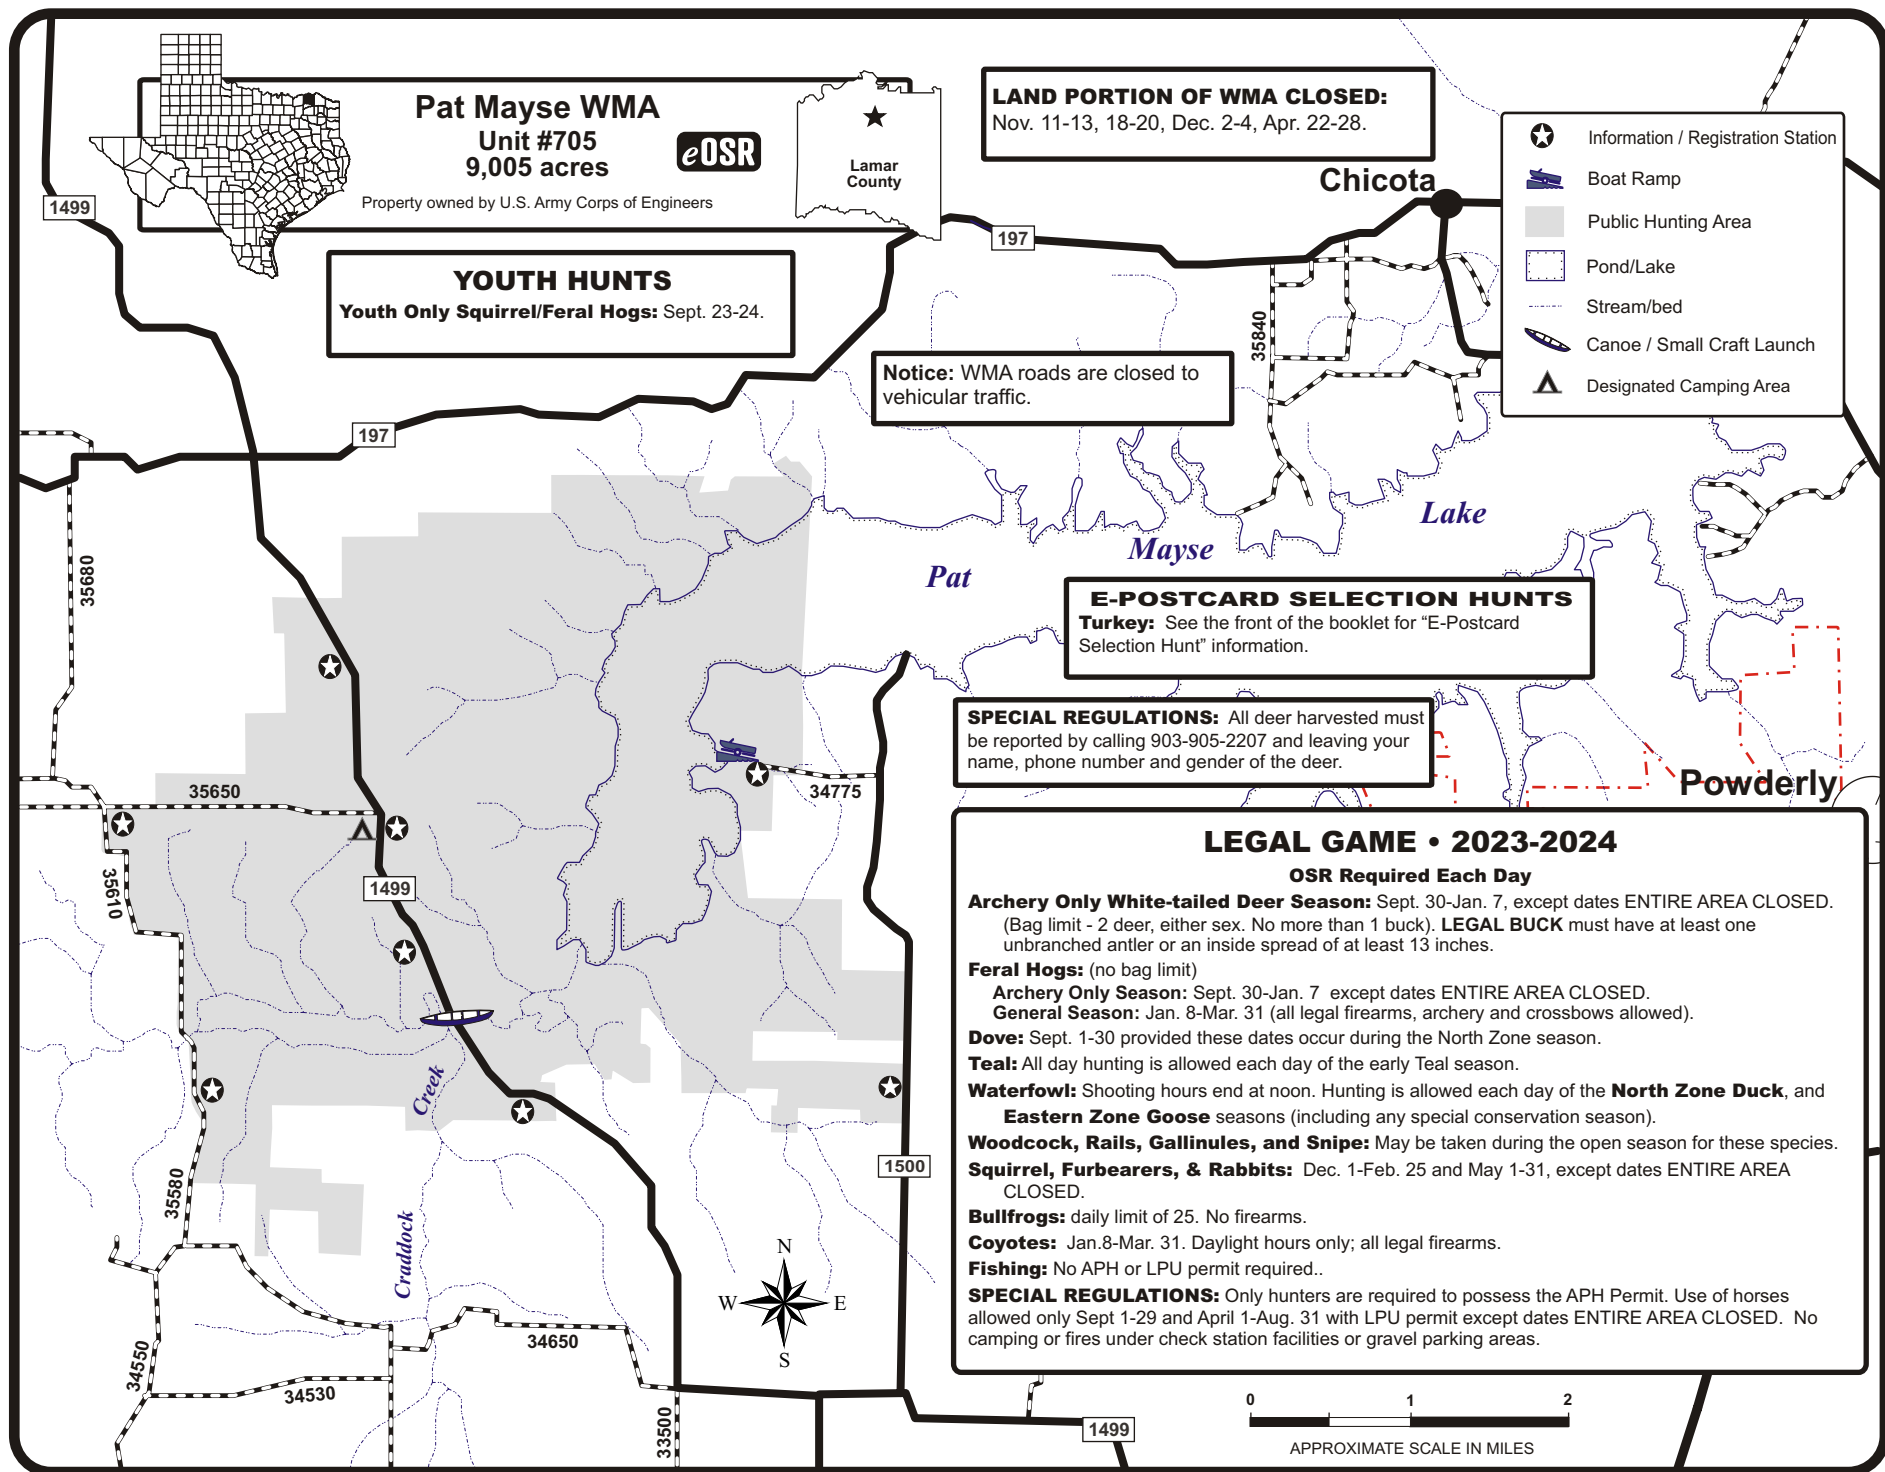 Pat Mayse WMA
Unit #705
9,005 acres
Property owned by U.S. Army Corps of Engineers
eOSR
Lamar
County
LAND PORTION OF WMA CLOSED:
Nov. 11-13, 18-20, Dec. 2-4, Apr. 22-28.
Information / Registration Station
Boat Ramp
Public Hunting Area
Pond/Lake
Stream/bed
Canoe / Small Craft Launch
Designated Camping Area
Chicota
1499
197
YOUTH HUNTS
Youth Only Squirrel/Feral Hogs: Sept. 23-24.
35840
Notice: WMA roads are closed to
vehicular traffic.
197
Lake
Mayse
Pat
35680
E-POSTCARD SELECTION HUNTS
Turkey: See the front of the booklet for “E-Postcard
Selection Hunt” information.
SPECIAL REGULATIONS: All deer harvested must
be reported by calling 903-905-2207 and leaving your
name, phone number and gender of the deer.
Powderly
35650
34775
35610
1499
Creek
Craddock
35580
1500
N
W
E
S
34650
34550
34530
33500
1499
LEGAL GAME • 2023-2024
OSR Required Each Day
Archery Only White-tailed Deer Season: Sept. 30-Jan. 7, except dates ENTIRE AREA CLOSED.
(Bag limit - 2 deer, either sex. No more than 1 buck). LEGAL BUCK must have at least one
unbranched antler or an inside spread of at least 13 inches.
Feral Hogs: (no bag limit)
Archery Only Season: Sept. 30-Jan. 7 except dates ENTIRE AREA CLOSED.
General Season: Jan. 8-Mar. 31 (all legal firearms, archery and crossbows allowed).
Dove: Sept. 1-30 provided these dates occur during the North Zone season.
Teal: All day hunting is allowed each day of the early Teal season.
Waterfowl: Shooting hours end at noon. Hunting is allowed each day of the North Zone Duck, and
Eastern Zone Goose seasons (including any special conservation season).
Woodcock, Rails, Gallinules, and Snipe: May be taken during the open season for these species.
Squirrel, Furbearers, & Rabbits: Dec. 1-Feb. 25 and May 1-31, except dates ENTIRE AREA
CLOSED.
Bullfrogs: daily limit of 25. No firearms.
Coyotes: Jan.8-Mar. 31. Daylight hours only; all legal firearms.
Fishing: No APH or LPU permit required..
SPECIAL REGULATIONS: Only hunters are required to possess the APH Permit. Use of horses
allowed only Sept 1-29 and April 1-Aug. 31 with LPU permit except dates ENTIRE AREA CLOSED. No
camping or fires under check station facilities or gravel parking areas.
0 1 2
APPROXIMATE SCALE IN MILES